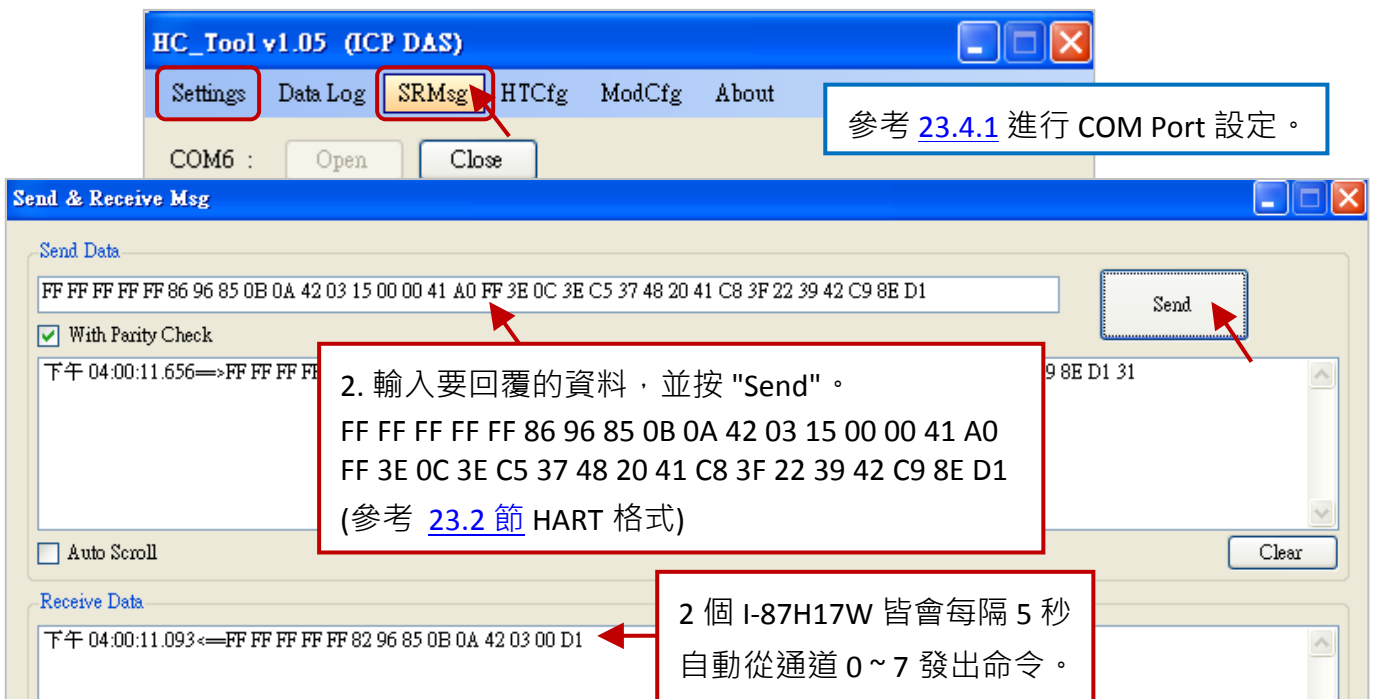 HC_Tool v1.05 (ICP DAS)
Settings Data Log SRMsg HTCfg ModCfg About
參考 23.4.1 進行 COM Port 設定。
COM6 : Open Close
Send & Receive Msg
Send Data
FF FF FF FF FF 86 96 85 0B 0A 42 03 15 00 00 41 A0 FF 3E 0C 3E C5 37 48 20 41 C8 3F 22 39 42 C9 8E D1
Send
With Parity Check
下午 04:00:11.656==>FF FF FF FF 9 8E D1 31
2. 輸入要回覆的資料，並按 "Send"。
FF FF FF FF FF 86 96 85 0B 0A 42 03 15 00 00 41 A0
FF 3E 0C 3E C5 37 48 20 41 C8 3F 22 39 42 C9 8E D1
(參考 23.2 節 HART 格式)
Auto Scroll
Clear
Receive Data
下午 04:00:11.093<==FF FF FF FF FF 82 96 85 0B 0A 42 03 00 D1
2 個 I-87H17W 皆會每隔 5 秒
自動從通道 0 ~ 7 發出命令。